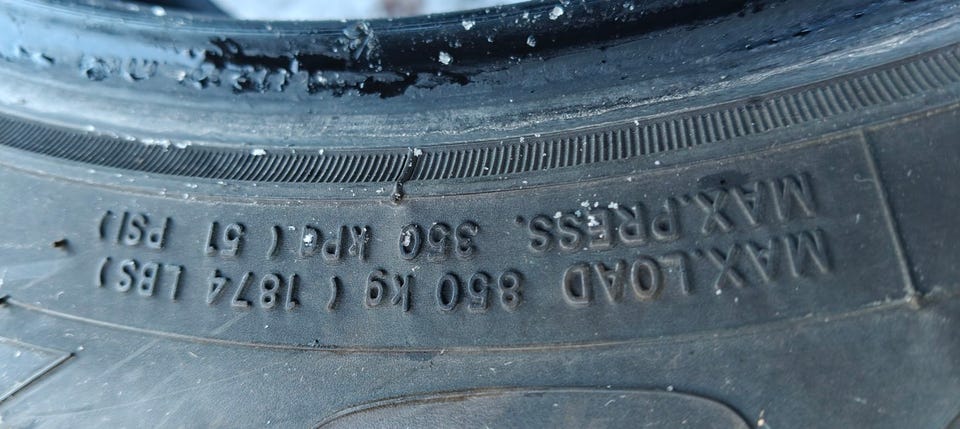 MAX.LOAD 850 kg ( 1874 LBS)
MAX.PRESS. 350 kPa ( 51 PSI)